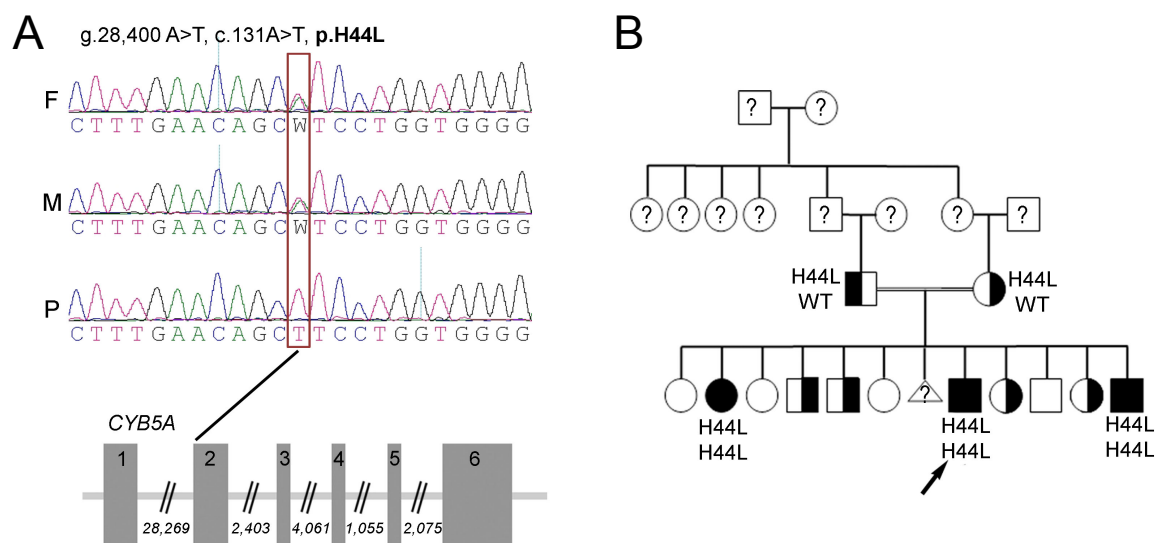 A
g.28,400 A>T, c.131A>T, p.H44L
F
CTTTGAACAGCWTCCTGGTGGGG
M
CTTTGAACAGCWTCCTGGTGGGG
P
CTTTGAACAGCTTCCTGGTGGGG
CYB5A
1 2 3 4 5 6
28,269 2,403 4,061 1,055 2,075
B
? ?
? ? ? ? ? ? ? ?
H44L H44L
WT WT
?
H44L H44L H44L
H44L H44L H44L